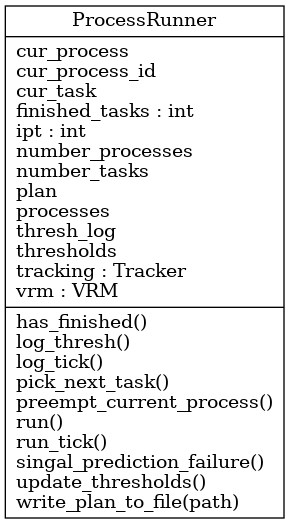 ProcessRunner
cur_process
cur_process_id
cur_task
finished_tasks : int
ipt : int
number_processes
number_tasks
plan
processes
thresh_log
thresholds
tracking : Tracker
vrm : VRM
has_finished()
log_thresh()
log_tick()
pick_next_task()
preempt_current_process()
run()
run_tick()
singal_prediction_failure()
update_thresholds()
write_plan_to_file(path)